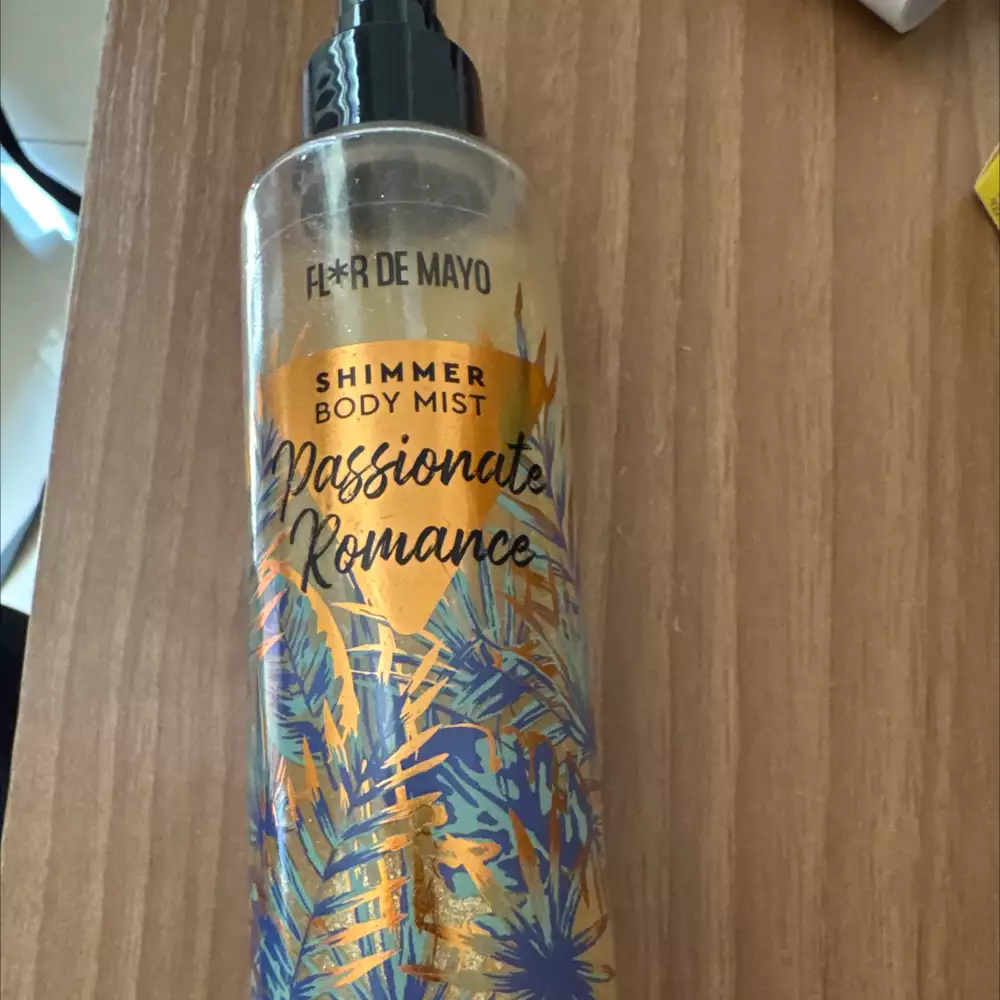 FL*R DE MAYO
SHIMMER
BODY MIST
Passionate
Romance